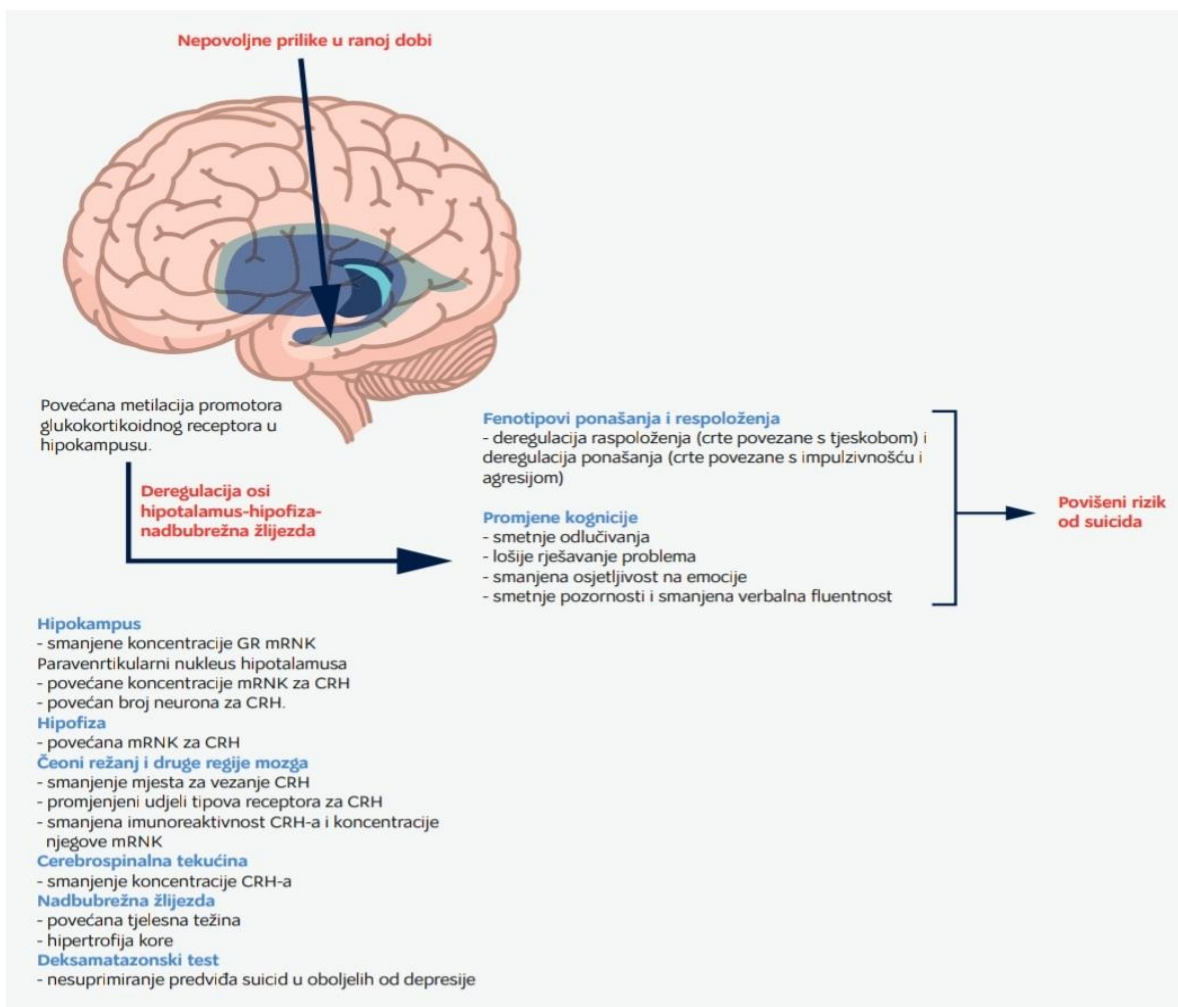 Nepovoljne prilike u ranoj dobi
Povećana metilacija promotora
glukokortikoidnog receptora u
hipokampusu.
Deregulacija osi
hipotalamus-hipofiza-
nadbubrežna žlijezda
Fenotipovi ponašanja i respoloženja
- deregulacija raspoloženja (crte povezane s tjeskobom) i
deregulacija ponašanja (crte povezane s impulzivnošću i
agresijom)
Promjene kognicije
- smetnje odlučivanja
- lošije rješavanje problema
- smanjena osjetljivost na emocije
- smetnje pozornosti i smanjena verbalna fluentnost
Povišeni rizik
od suicida
Hipokampus
- smanjene koncentracije GR mRNK
Paravenrtikularni nukleus hipotalamusa
- povećane koncentracije mRNK za CRH
- povećan broj neurona za CRH.
Hipofiza
- povećana mRNK za CRH
Čeoni režanj i druge regije mozga
- smanjenje mjesta za vezanje CRH
- promjenjeni udjeli tipova receptora za CRH
- smanjena imunoreaktivnost CRH-a i koncentracije
njegove mRNK
Cerebrospinalna tekućina
- smanjenje koncentracije CRH-a
Nadbubrežna žlijezda
- povećana tjelesna težina
- hipertrofija kore
Deksamatazonski test
- nesuprimiranje predviđa suicid u oboljelih od depresije